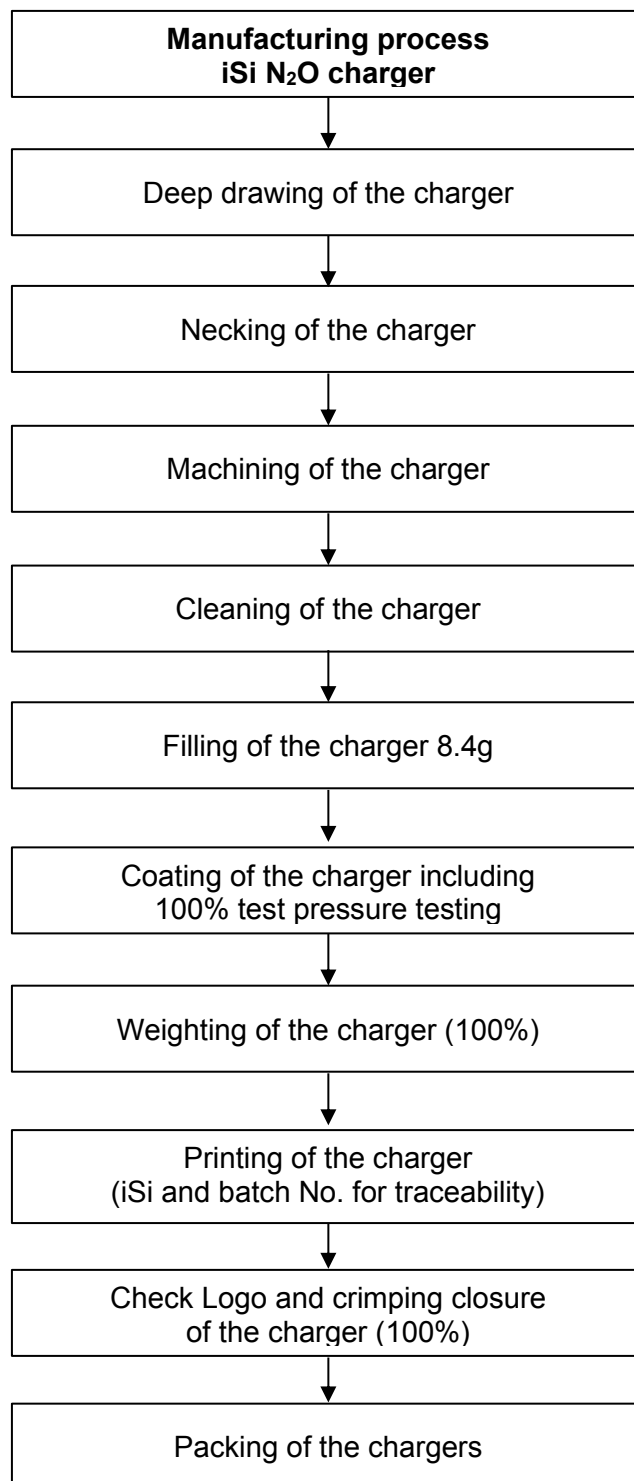 Manufacturing process
iSi N₂O charger
Deep drawing of the charger
Necking of the charger
Machining of the charger
Cleaning of the charger
Filling of the charger 8.4g
Coating of the charger including
100% test pressure testing
Weighting of the charger (100%)
Printing of the charger
(iSi and batch No. for traceability)
Check Logo and crimping closure
of the charger (100%)
Packing of the chargers